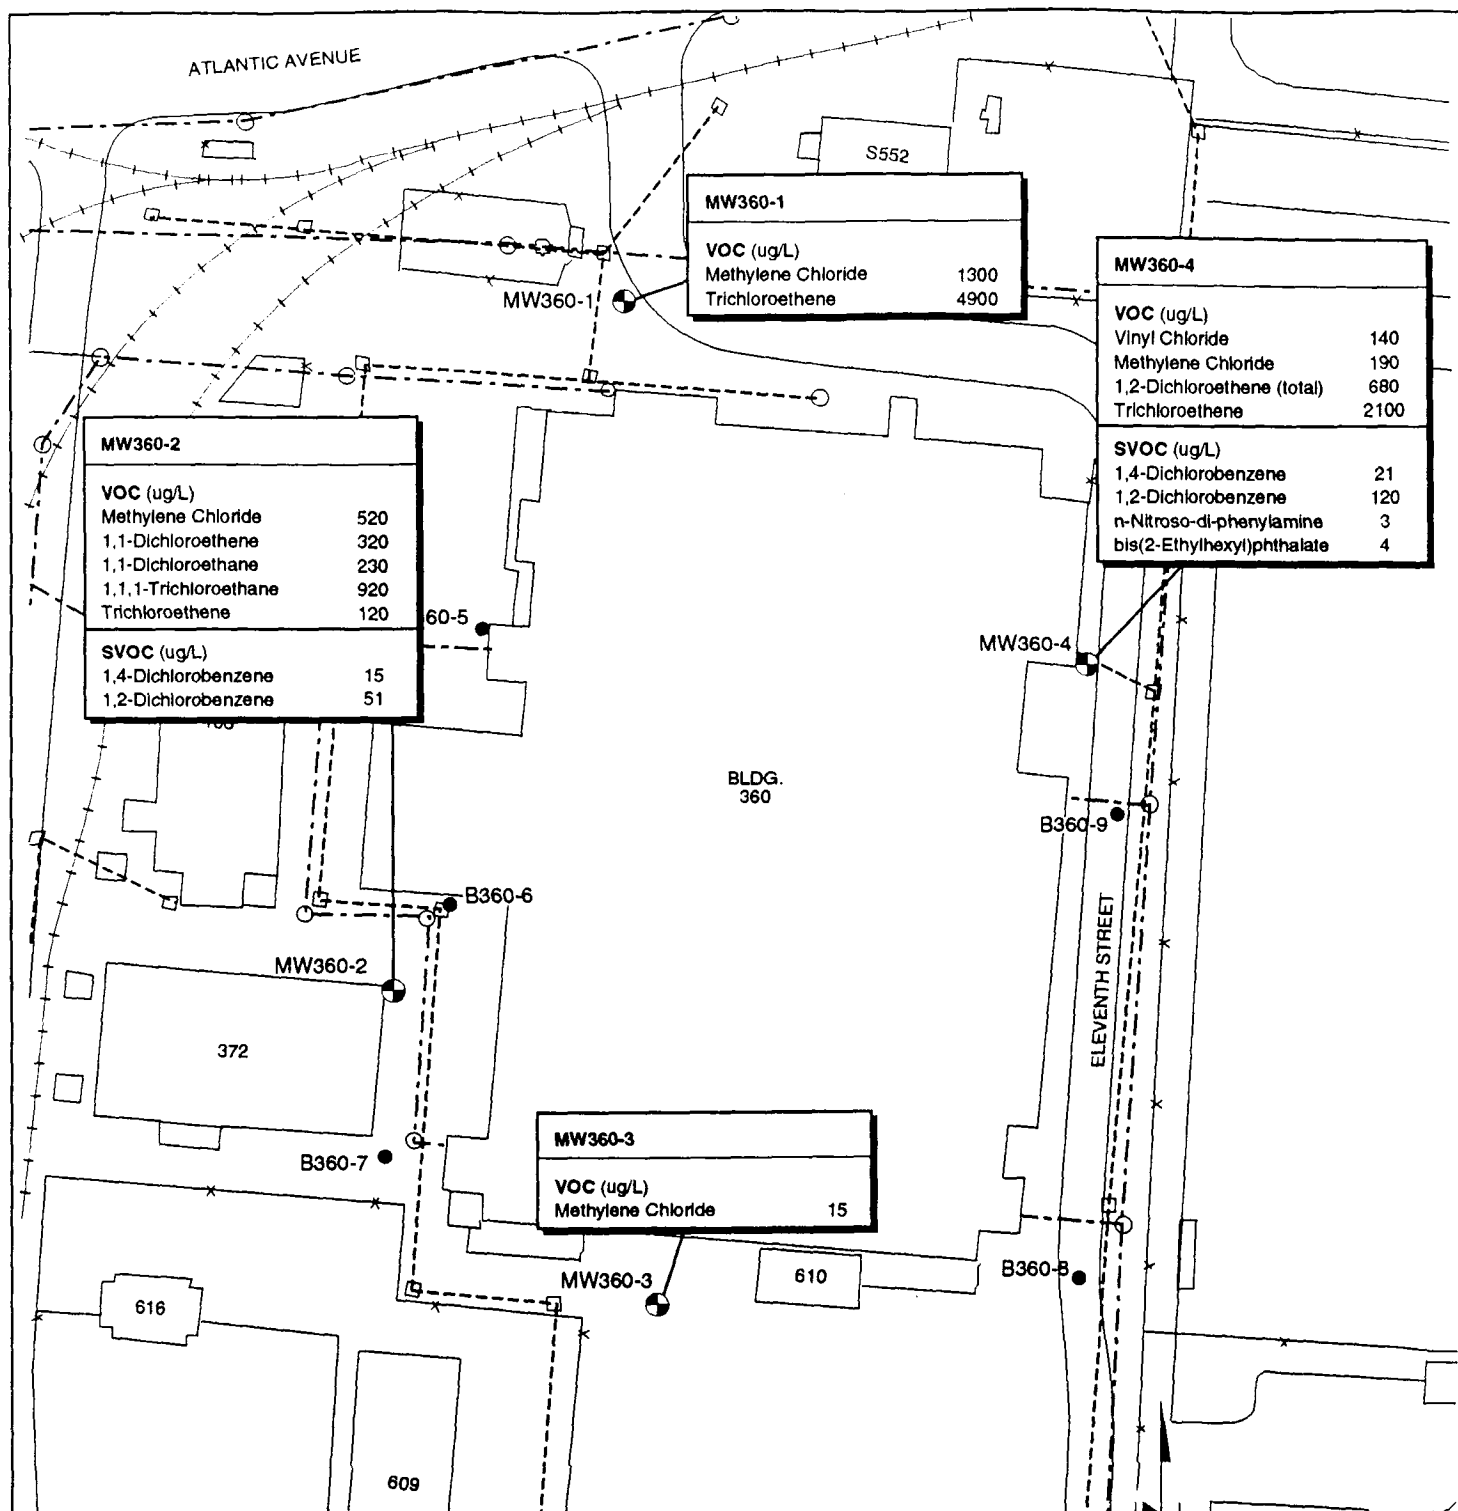 ATLANTIC AVENUE
S552
MW360-1
VOC (ug/L)
Methylene Chloride 1300
Trichloroethene 4900
MW360-1
MW360-4
VOC (ug/L)
Vinyl Chloride 140
Methylene Chloride 190
1,2-Dichloroethene (total) 680
Trichloroethene 2100
SVOC (ug/L)
1,4-Dichlorobenzene 21
1,2-Dichlorobenzene 120
n-Nitroso-di-phenylamine 3
bis(2-Ethylhexyl)phthalate 4
MW360-2
VOC (ug/L)
Methylene Chloride 520
1,1-Dichloroethene 320
1,1-Dichloroethane 230
1,1,1-Trichloroethane 920
Trichloroethene 120
SVOC (ug/L)
1,4-Dichlorobenzene 15
1,2-Dichlorobenzene 51
60-5
MW360-4
BLDG.
360
B360-9
B360-6
ELEVENTH STREET
MW360-2
372
B360-7
MW360-3
VOC (ug/L)
Methylene Chloride 15
MW360-3
610
B360-8
616
609